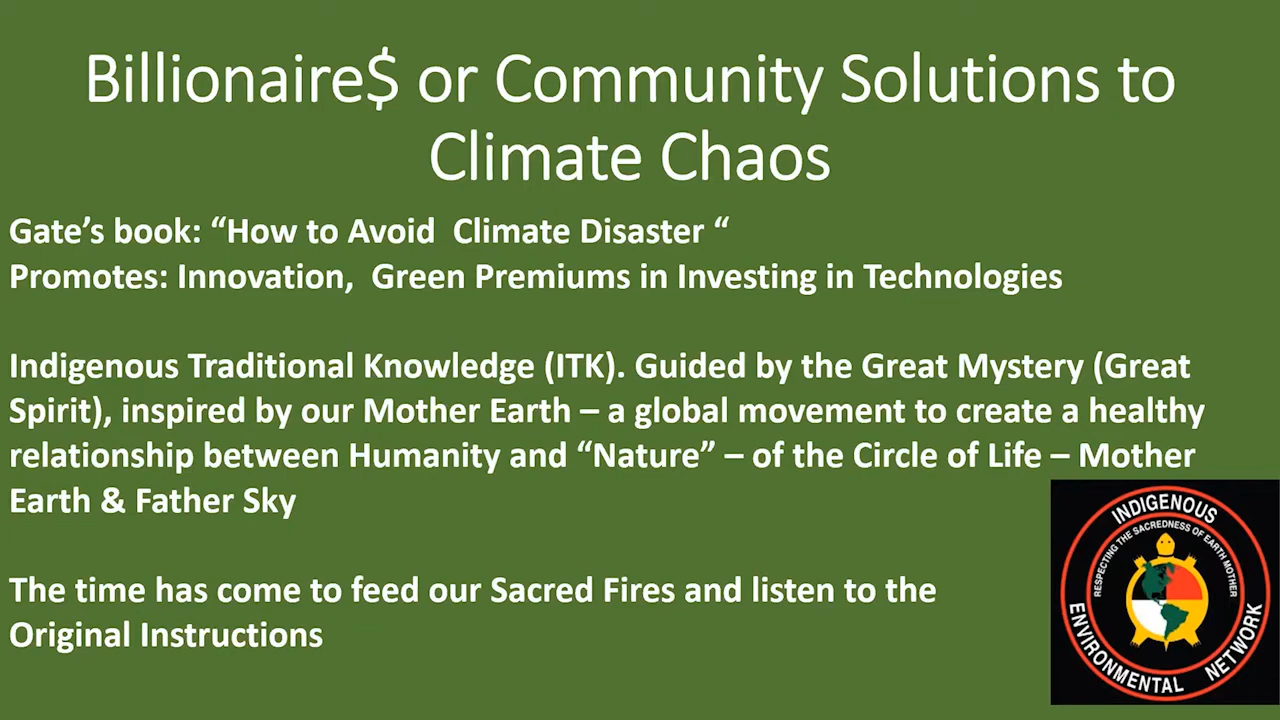 Billionaire$ or Community Solutions to
Climate Chaos
Gate’s book: “How to Avoid  Climate Disaster “
Promotes: Innovation,  Green Premiums in Investing in Technologies
Indigenous Traditional Knowledge (ITK). Guided by the Great Mystery (Great
Spirit), inspired by our Mother Earth – a global movement to create a healthy
relationship between Humanity and “Nature” – of the Circle of Life – Mother
Earth & Father Sky
The time has come to feed our Sacred Fires and listen to the
Original Instructions
INDIGENOUS
RESPECTING THE SACREDNESS OF EARTH MOTHER
ENVIRONMENTAL NETWORK